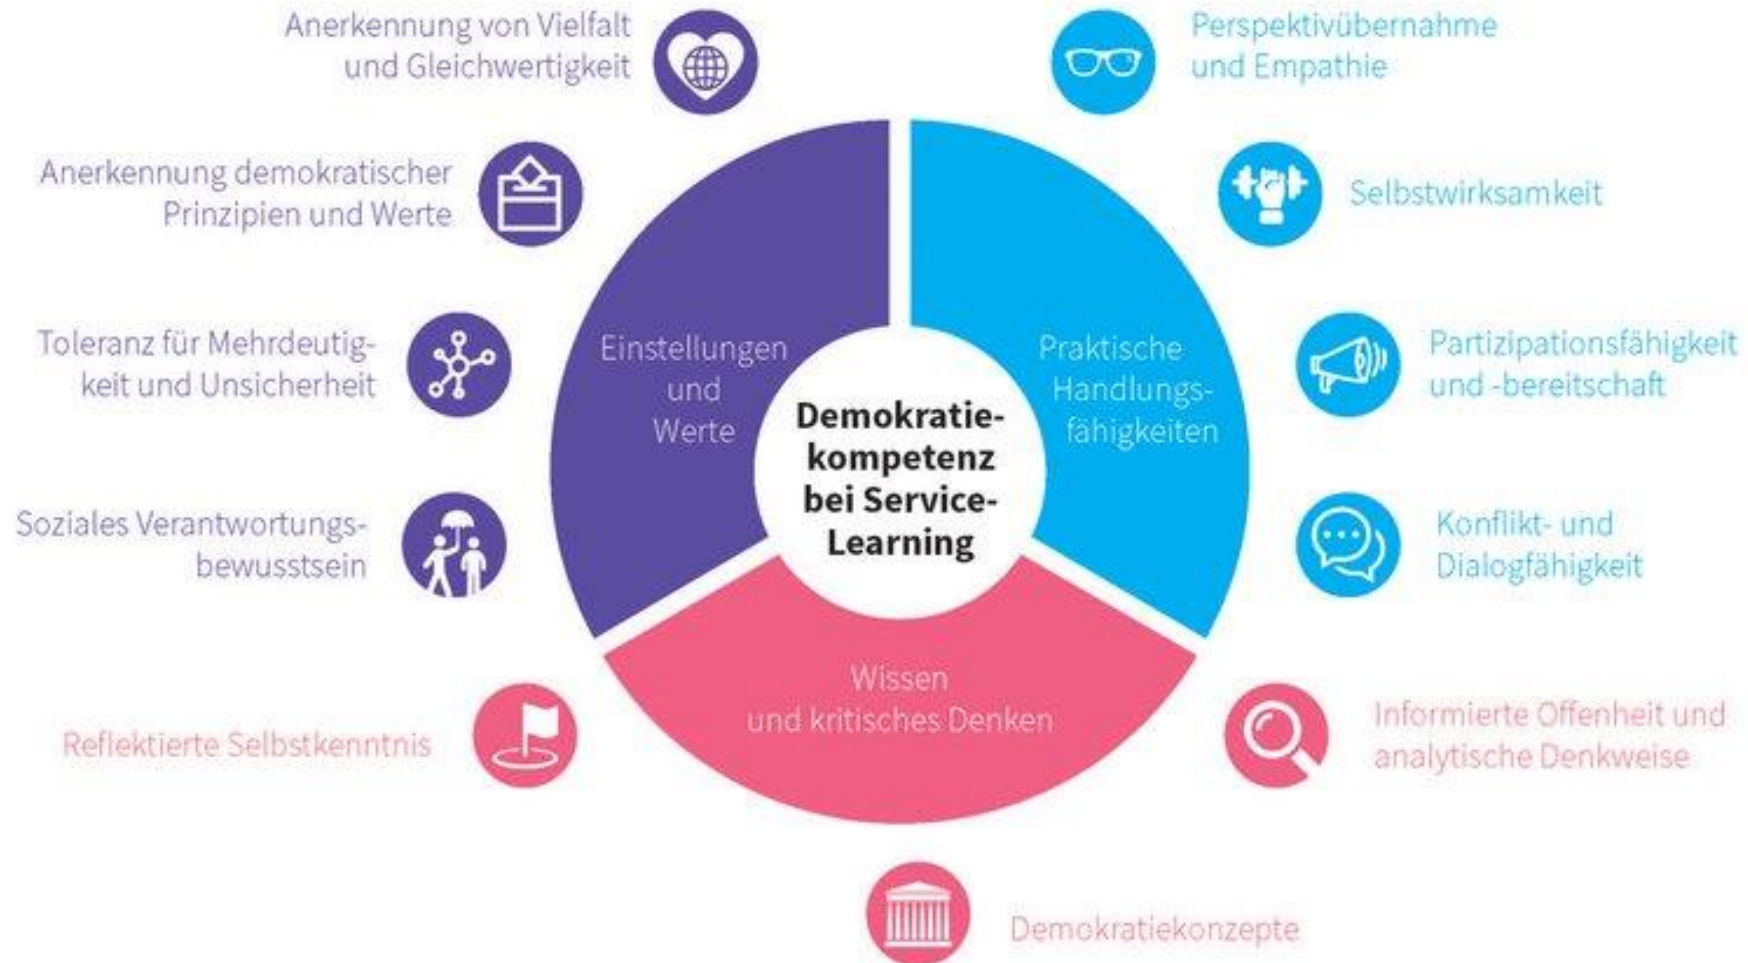 Anerkennung von Vielfalt
und Gleichwertigkeit
Anerkennung demokratischer
Prinzipien und Werte
Toleranz für Mehrdeutig-
keit und Unsicherheit
Soziales Verantwortungs-
bewusstsein
Reflektierte Selbstkenntnis
Einstellungen
und
Werte
Demokratie-
kompetenz
bei Service-
Learning
Praktische
Handlungs-
fähigkeiten
Wissen
und kritisches Denken
Perspektivübernahme
und Empathie
Selbstwirksamkeit
Partizipationsfähigkeit
und -bereitschaft
Konflikt- und
Dialogfähigkeit
Informierte Offenheit und
analytische Denkweise
Demokratiekonzepte